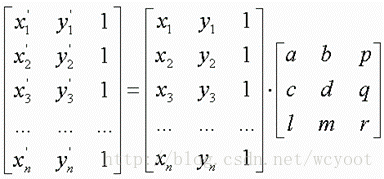 x'₁ y'₁ 1 x₁ y₁ 1
x'₂ y'₂ 1 x₂ y₂ 1 a b p
x'₃ y'₃ 1 = x₃ y₃ 1 · c d q
... ... ... ... ... ... l m r
x'ₙ y'ₙ 1 xₙ yₙ 1
http://blog.csdn.net/wcyoot